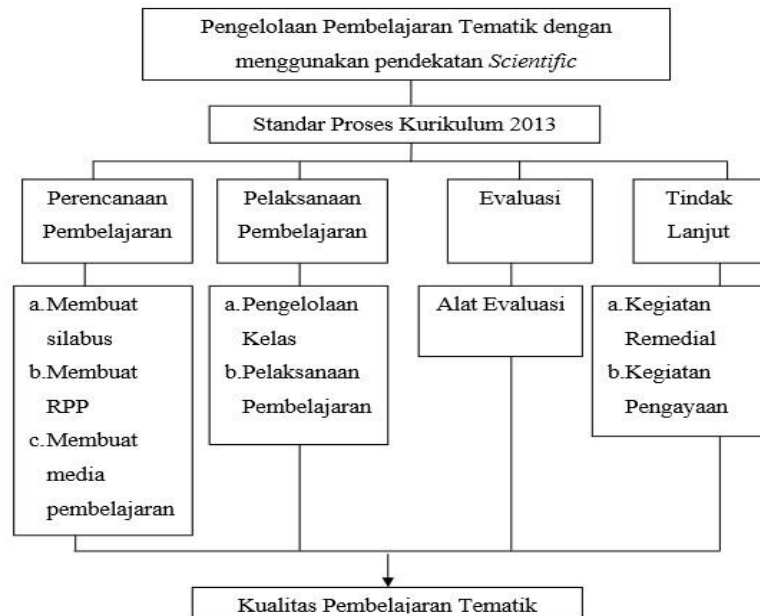 Pengelolaan Pembelajaran Tematik dengan
menggunakan pendekatan Scientific
Standar Proses Kurikulum 2013
Perencanaan
Pembelajaran
Pelaksanaan
Pembelajaran
Evaluasi
Tindak
Lanjut
a.Membuat
silabus
b.Membuat
RPP
c.Membuat
media
pembelajaran
a.Pengelolaan
Kelas
b.Pelaksanaan
Pembelajaran
Alat Evaluasi
a.Kegiatan
Remedial
b.Kegiatan
Pengayaan
Kualitas Pembelajaran Tematik